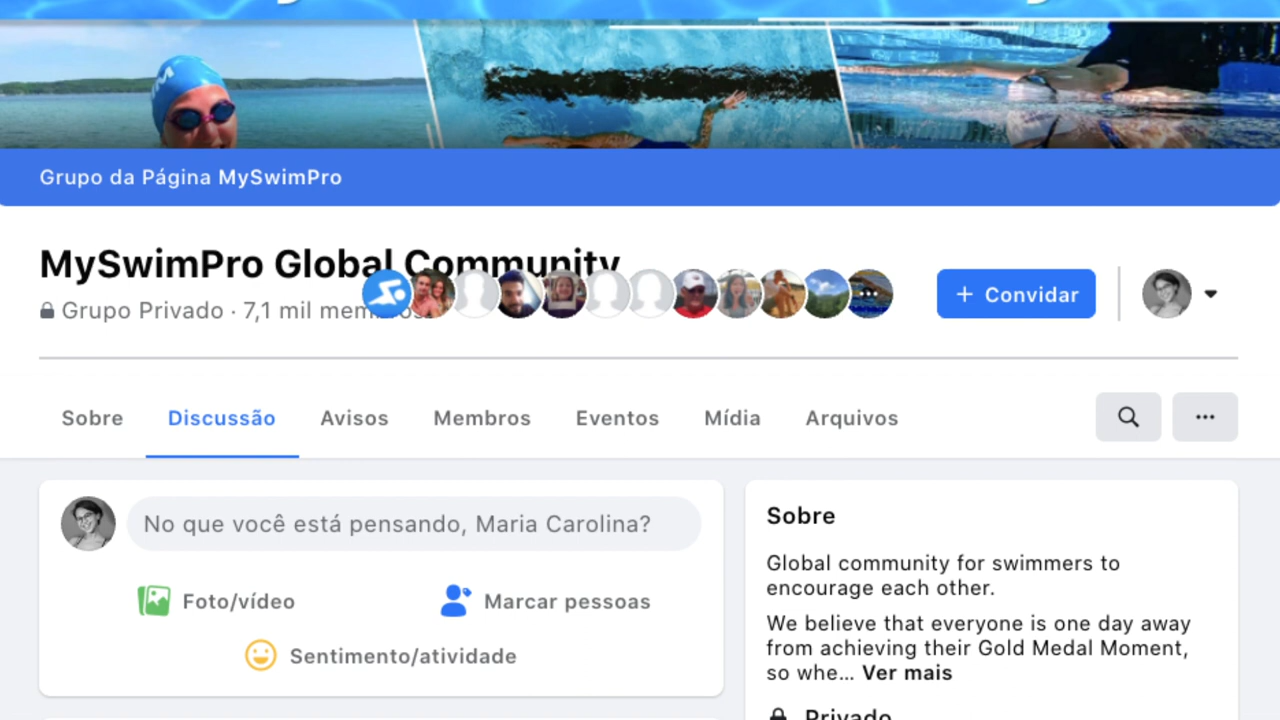 Grupo da Página MySwimPro
MySwimPro Global Community
Grupo Privado · 7,1 mil membros
+ Convidar
Sobre
Discussão
Avisos
Membros
Eventos
Mídia
Arquivos
No que você está pensando, Maria Carolina?
Foto/vídeo
Marcar pessoas
Sentimento/atividade
Sobre
Global community for swimmers to
encourage each other.
We believe that everyone is one day away
from achieving their Gold Medal Moment,
so whe... Ver mais
Privado